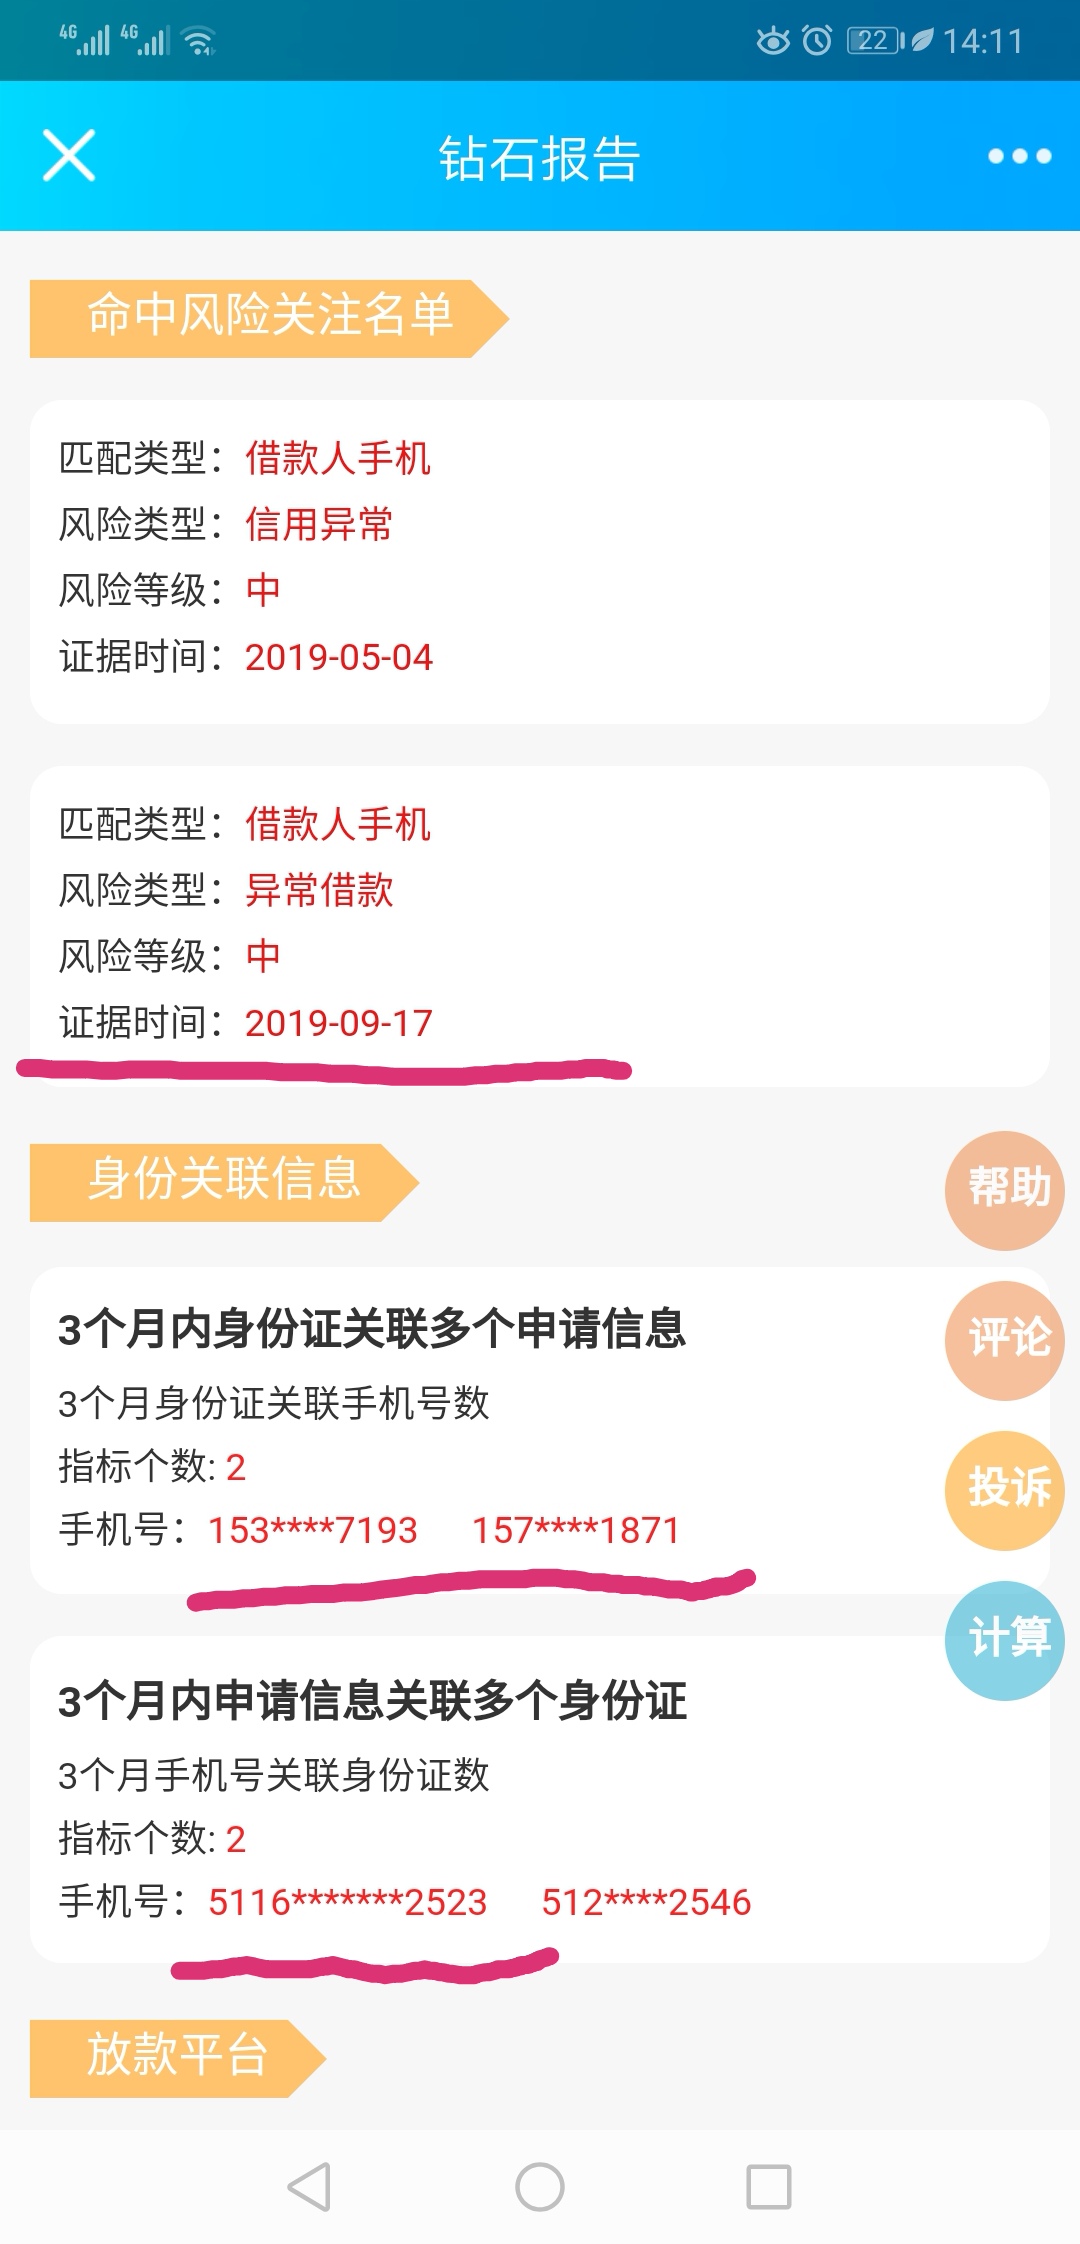 4G 4G 22 14:11
钻石报告
命中风险关注名单
匹配类型：借款人手机
风险类型：信用异常
风险等级：中
证据时间：2019-05-04
匹配类型：借款人手机
风险类型：异常借款
风险等级：中
证据时间：2019-09-17
身份关联信息
帮助
3个月内身份证关联多个申请信息
评论
3个月身份证关联手机号数
指标个数: 2
投诉
手机号：153****7193 157****1871
计算
3个月内申请信息关联多个身份证
3个月手机号关联身份证数
指标个数: 2
手机号：5116*******2523 512****2546
放款平台